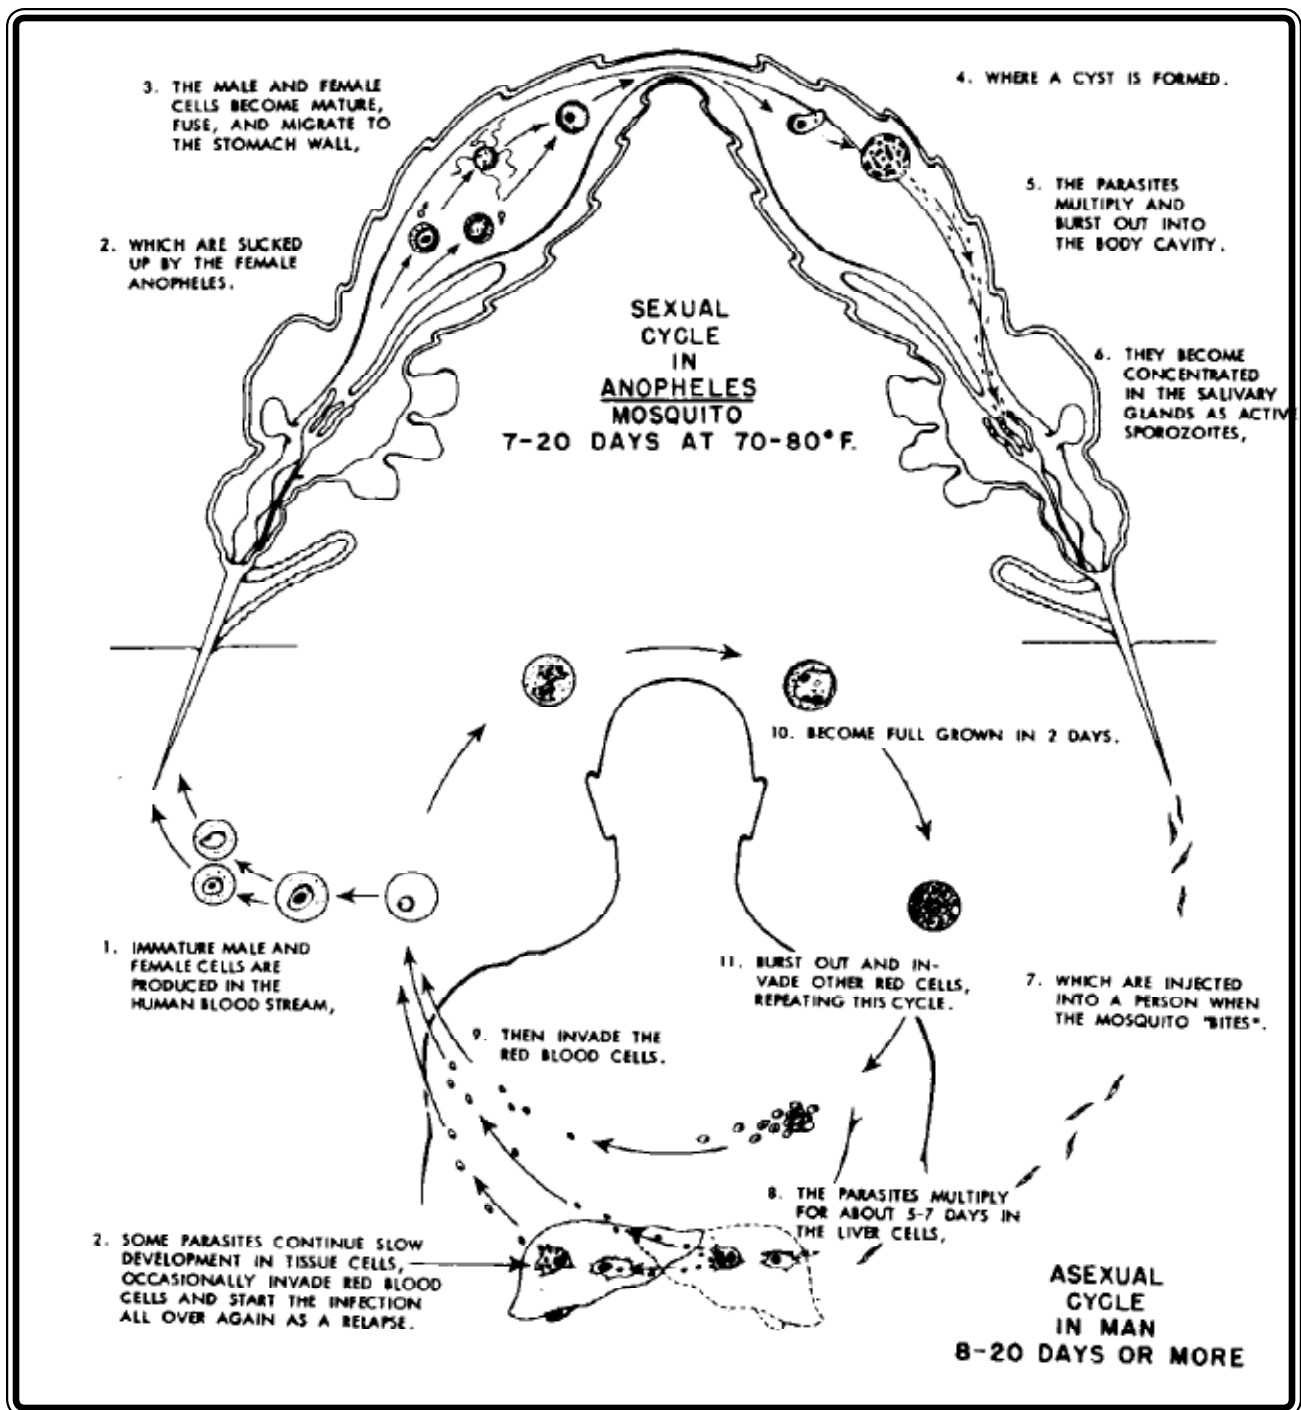 3. THE MALE AND FEMALE
CELLS BECOME MATURE,
FUSE, AND MIGRATE TO
THE STOMACH WALL,
4. WHERE A CYST IS FORMED.
5. THE PARASITES
MULTIPLY AND
BURST OUT INTO
THE BODY CAVITY.
2. WHICH ARE SUCKED
UP BY THE FEMALE
ANOPHELES.
♂
♀
SEXUAL
CYCLE
IN
ANOPHELES
MOSQUITO
7-20 DAYS AT 70-80°F.
6. THEY BECOME
CONCENTRATED
IN THE SALIVARY
GLANDS AS ACTIVE
SPOROZOITES,
10. BECOME FULL GROWN IN 2 DAYS.
1. IMMATURE MALE AND
FEMALE CELLS ARE
PRODUCED IN THE
HUMAN BLOOD STREAM,
11. BURST OUT AND IN-
VADE OTHER RED CELLS,
REPEATING THIS CYCLE.
7. WHICH ARE INJECTED
INTO A PERSON WHEN
THE MOSQUITO "BITES".
9. THEN INVADE THE
RED BLOOD CELLS.
8. THE PARASITES MULTIPLY
FOR ABOUT 5-7 DAYS IN
THE LIVER CELLS,
2. SOME PARASITES CONTINUE SLOW
DEVELOPMENT IN TISSUE CELLS,
OCCASIONALLY INVADE RED BLOOD
CELLS AND START THE INFECTION
ALL OVER AGAIN AS A RELAPSE.
ASEXUAL
CYCLE
IN MAN
8-20 DAYS OR MORE